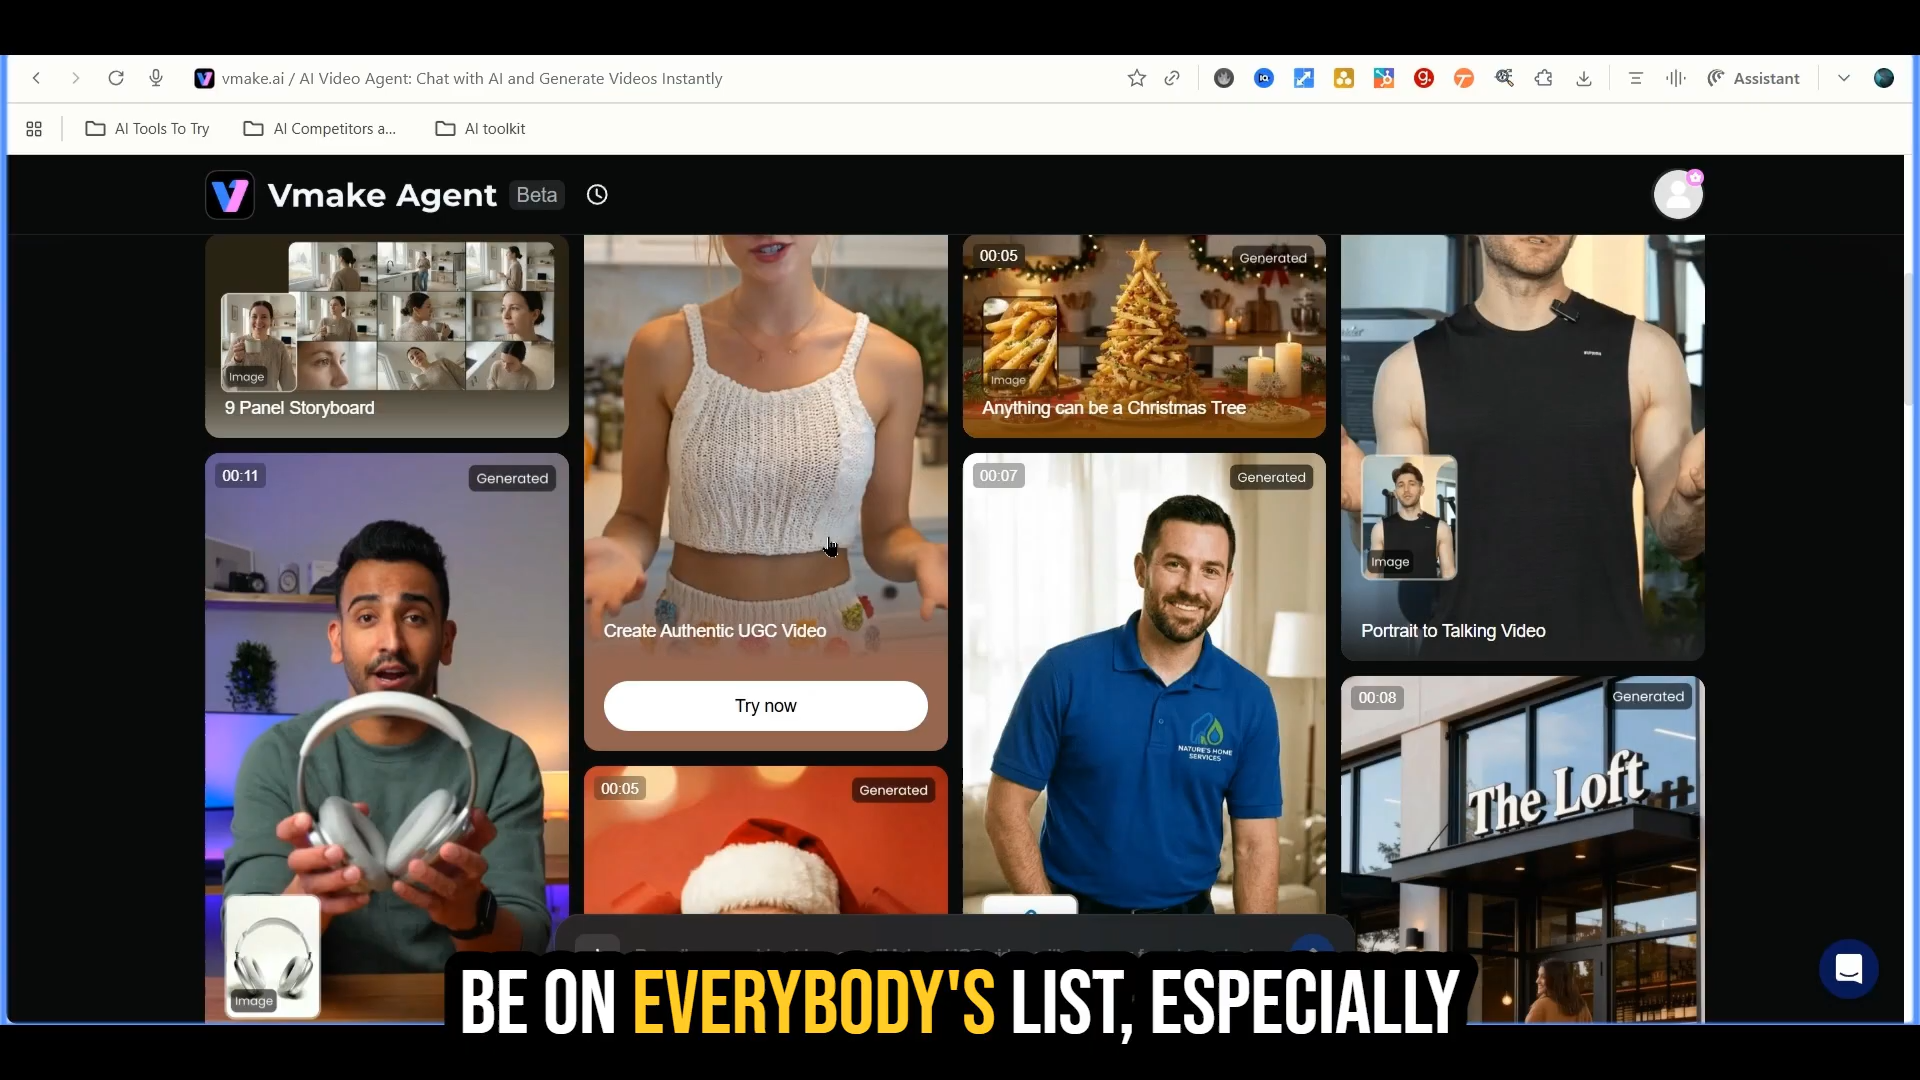 vmake.ai / AI Video Agent: Chat with AI and Generate Videos Instantly
Assistant
AI Tools To Try
AI Competitors a...
AI toolkit
Vmake Agent
Beta
Image
9 Panel Storyboard
00:11
Generated
Image
Create Authentic UGC Video
Try now
00:05
Generated
00:05
Generated
Image
Anything can be a Christmas Tree
00:07
Generated
NATURE'S HOME
SERVICES
Image
Portrait to Talking Video
00:08
Generated
The Loft
BE ON EVERYBODY'S LIST, ESPECIALLY